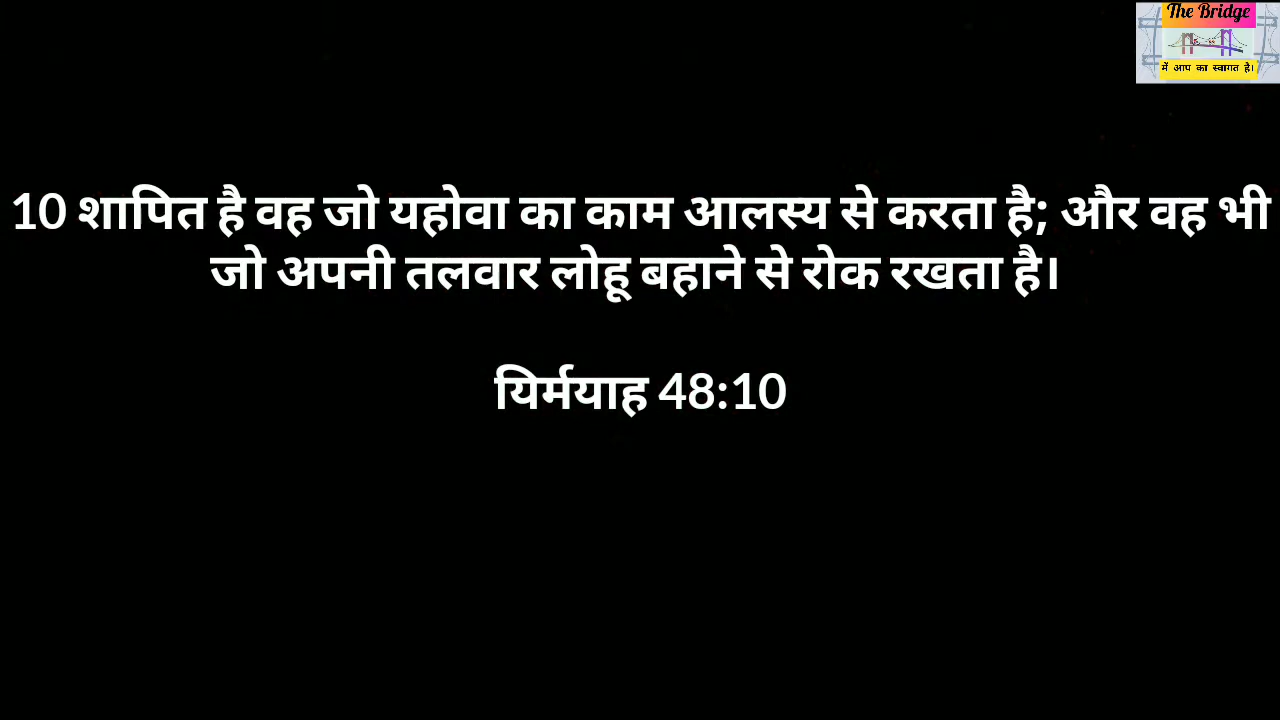 The Bridge
में आप का स्वागत है।
10 शापित है वह जो यहोवा का काम आलस्य से करता है; और वह भी
जो अपनी तलवार लोहू बहाने से रोक रखता है।
यिर्मयाह 48:10